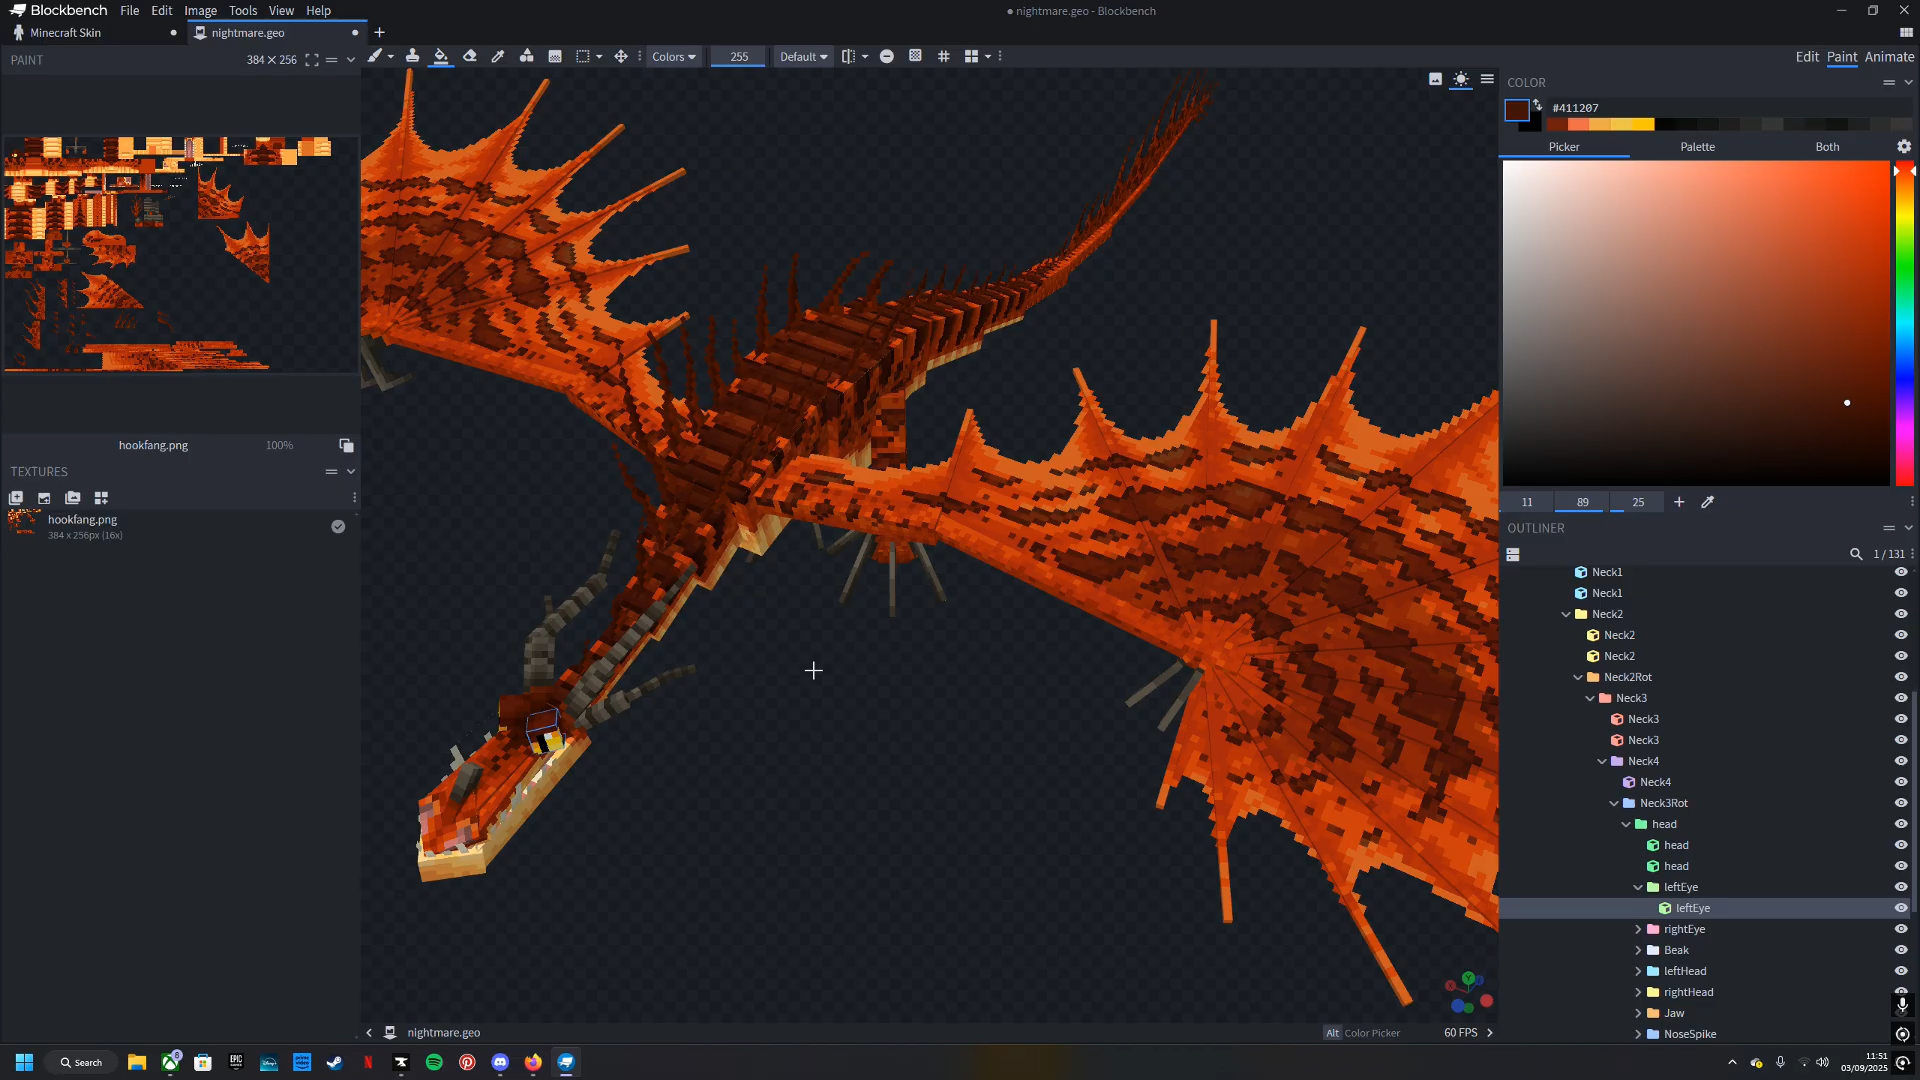 Blockbench File Edit Image Tools View Help
nightmare.geo - Blockbench
Minecraft Skin
nightmare.geo
PAINT
384 × 256
Colors
255
Default
Edit Paint Animate
COLOR
#411207
Picker
Palette
Both
11
89
25
hookfang.png
100%
TEXTURES
hookfang.png
384 x 256px (16x)
OUTLINER
1 / 131
Neck1
Neck1
Neck2
Neck2
Neck2
Neck2Rot
Neck3
Neck3
Neck3
Neck4
Neck4
Neck3Rot
head
head
head
leftEye
leftEye
rightEye
Beak
leftHead
rightHead
Jaw
NoseSpike
nightmare.geo
Alt Color Picker
60 FPS
Search
8
EPIC
11:51
03/09/2025